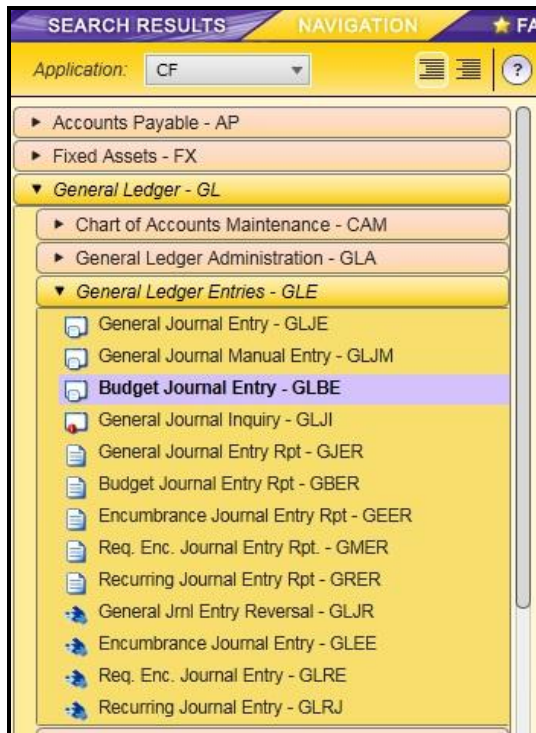 SEARCH RESULTS NAVIGATION FA
Application: CF ?
Accounts Payable - AP
Fixed Assets - FX
General Ledger - GL
Chart of Accounts Maintenance - CAM
General Ledger Administration - GLA
General Ledger Entries - GLE
General Journal Entry - GLJE
General Journal Manual Entry - GLJM
Budget Journal Entry - GLBE
General Journal Inquiry - GLJI
General Journal Entry Rpt - GJER
Budget Journal Entry Rpt - GBER
Encumbrance Journal Entry Rpt - GEER
Req. Enc. Journal Entry Rpt. - GMER
Recurring Journal Entry Rpt - GRER
General Jrnl Entry Reversal - GLJR
Encumbrance Journal Entry - GLEE
Req. Enc. Journal Entry - GLRE
Recurring Journal Entry - GLRJ